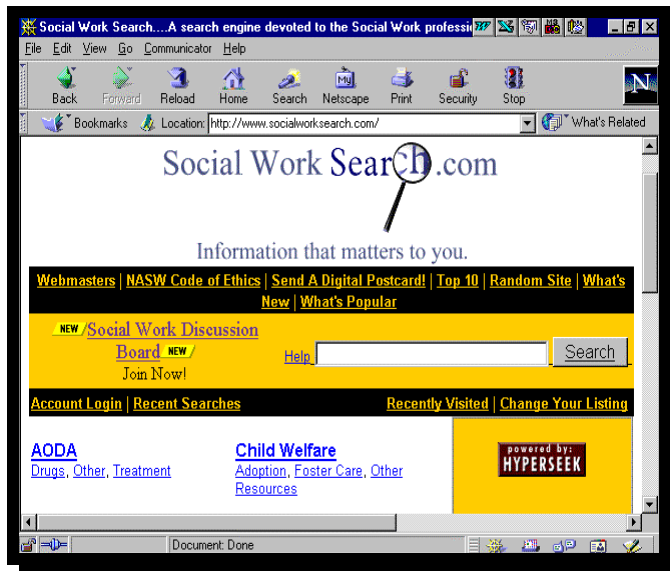 Social Work Search....A search engine devoted to the Social Work professio
File Edit View Go Communicator Help
Back Forward Reload Home Search Netscape Print Security Stop
My
N
Bookmarks Location: http://www.socialworksearch.com/ What's Related
Social Work Search.com
Information that matters to you.
Webmasters | NASW Code of Ethics | Send A Digital Postcard! | Top 10 | Random Site | What's
New | What's Popular
NEW Social Work Discussion
Board NEW
Join Now!
Help Search
Account Login | Recent Searches Recently Visited | Change Your Listing
AODA
Drugs, Other, Treatment
Child Welfare
Adoption, Foster Care, Other
Resources
powered by:
HYPERSEEK
Document: Done